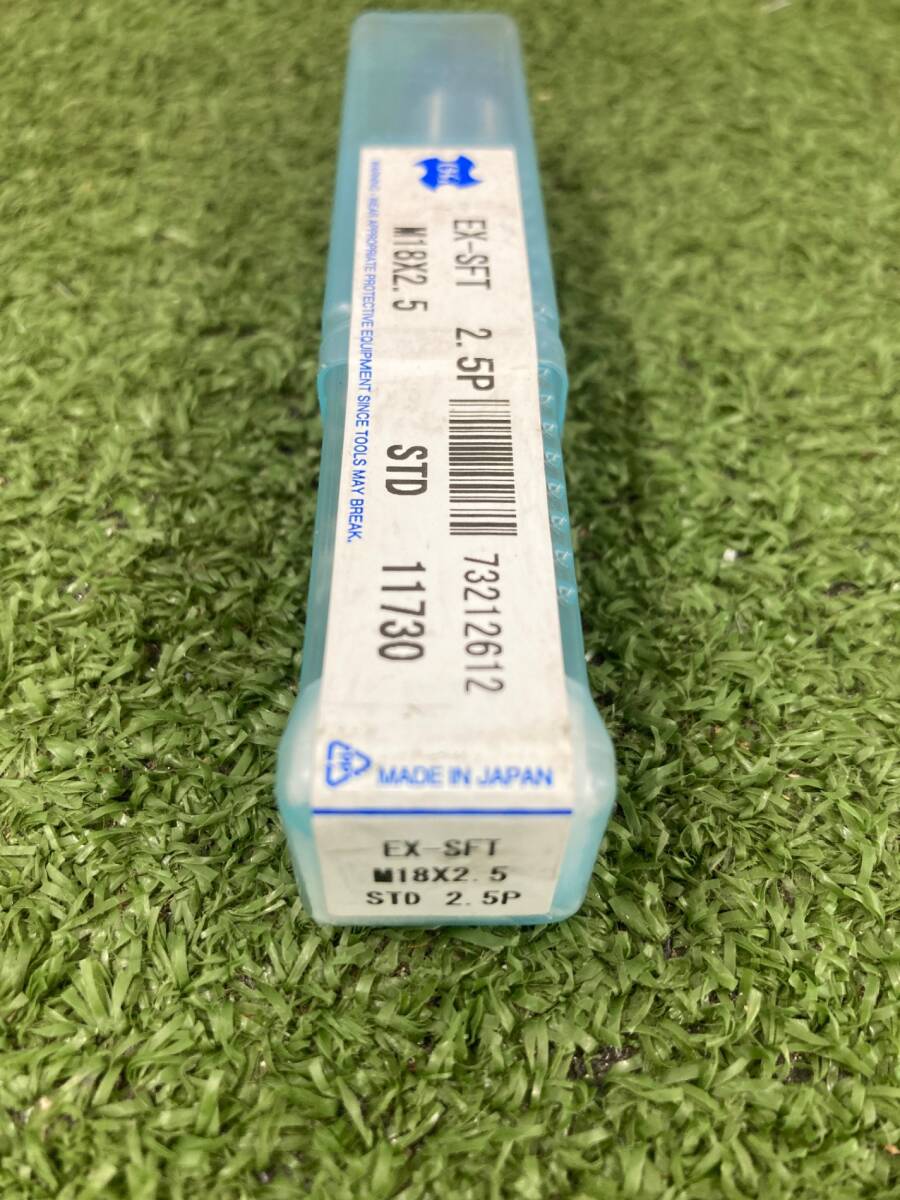 OSG
EX-SFT 2.5P 73212612
M18X2.5 STD 11730
WARNING : WEAR APPROPRIATE PROTECTIVE EQUIPMENT SINCE TOOLS MAY BREAK.
MADE IN JAPAN
EX-SFT
M18X2.5
STD 2.5P